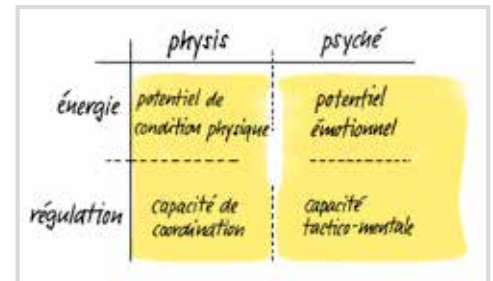 physis psyché
énergie potentiel de condition physique potentiel émotionnel
régulation capacité de coordination capacité tactico-mentale